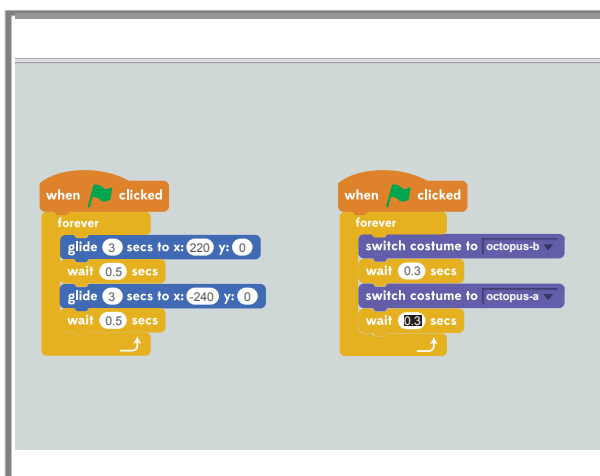 when clicked
forever
glide 3 secs to x: 220 y: 0
wait 0.5 secs
glide 3 secs to x: -240 y: 0
wait 0.5 secs
when clicked
forever
switch costume to octopus-b
wait 0.3 secs
switch costume to octopus-a
wait 0.3 secs